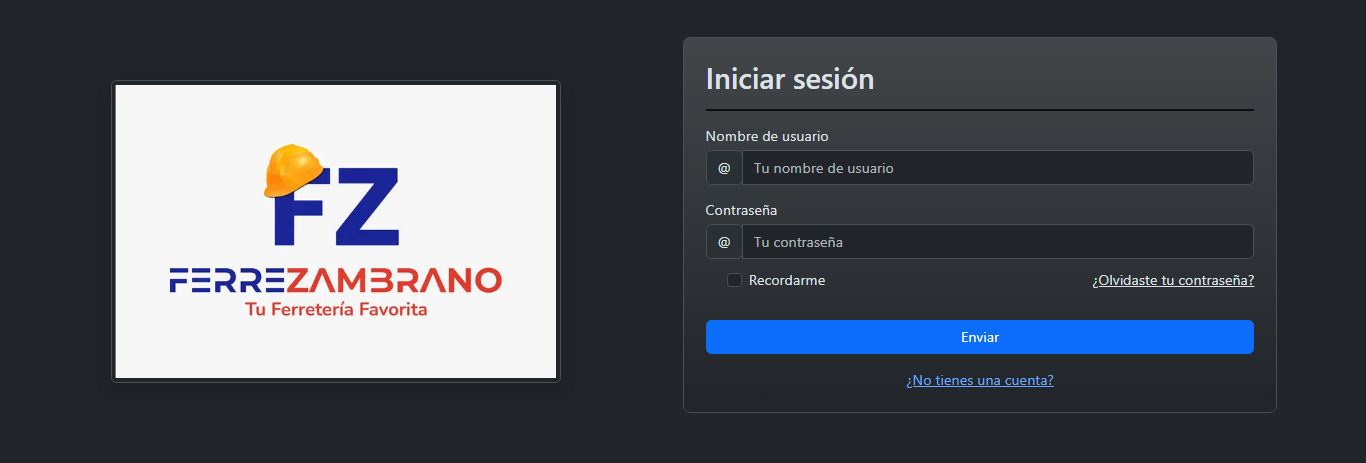 FZ
FERREZAMBRANO
Tu Ferretería Favorita
Iniciar sesión
Nombre de usuario
@ Tu nombre de usuario
Contraseña
@ Tu contraseña
Recordarme ¿Olvidaste tu contraseña?
Enviar
¿No tienes una cuenta?